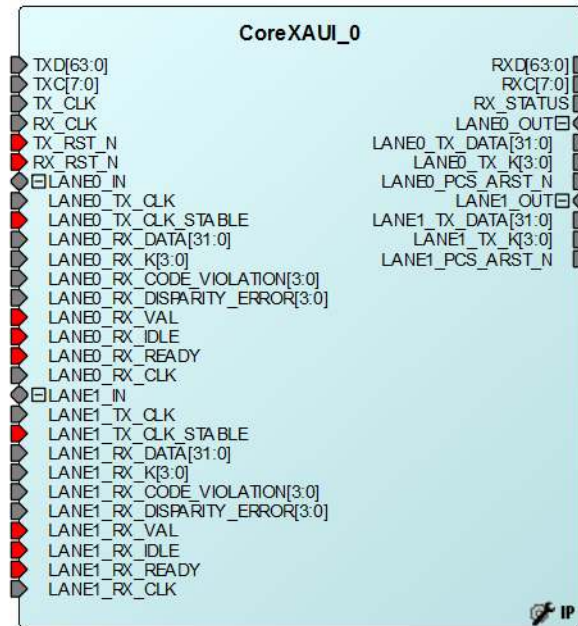 CoreXAUI_0
TXD[63:0]
TXC[7:0]
TX_CLK
RX_CLK
TX_RST_N
RX_RST_N
LANE0_IN
LANE0_TX_CLK
LANE0_TX_CLK_STABLE
LANE0_RX_DATA[31:0]
LANE0_RX_K[3:0]
LANE0_RX_CODE_VIOLATION[3:0]
LANE0_RX_DISPARITY_ERROR[3:0]
LANE0_RX_VAL
LANE0_RX_IDLE
LANE0_RX_READY
LANE0_RX_CLK
LANE1_IN
LANE1_TX_CLK
LANE1_TX_CLK_STABLE
LANE1_RX_DATA[31:0]
LANE1_RX_K[3:0]
LANE1_RX_CODE_VIOLATION[3:0]
LANE1_RX_DISPARITY_ERROR[3:0]
LANE1_RX_VAL
LANE1_RX_IDLE
LANE1_RX_READY
LANE1_RX_CLK
RXD[63:0]
RXC[7:0]
RX_STATUS
LANE0_OUT
LANE0_TX_DATA[31:0]
LANE0_TX_K[3:0]
LANE0_PCS_ARST_N
LANE1_OUT
LANE1_TX_DATA[31:0]
LANE1_TX_K[3:0]
LANE1_PCS_ARST_N
IP